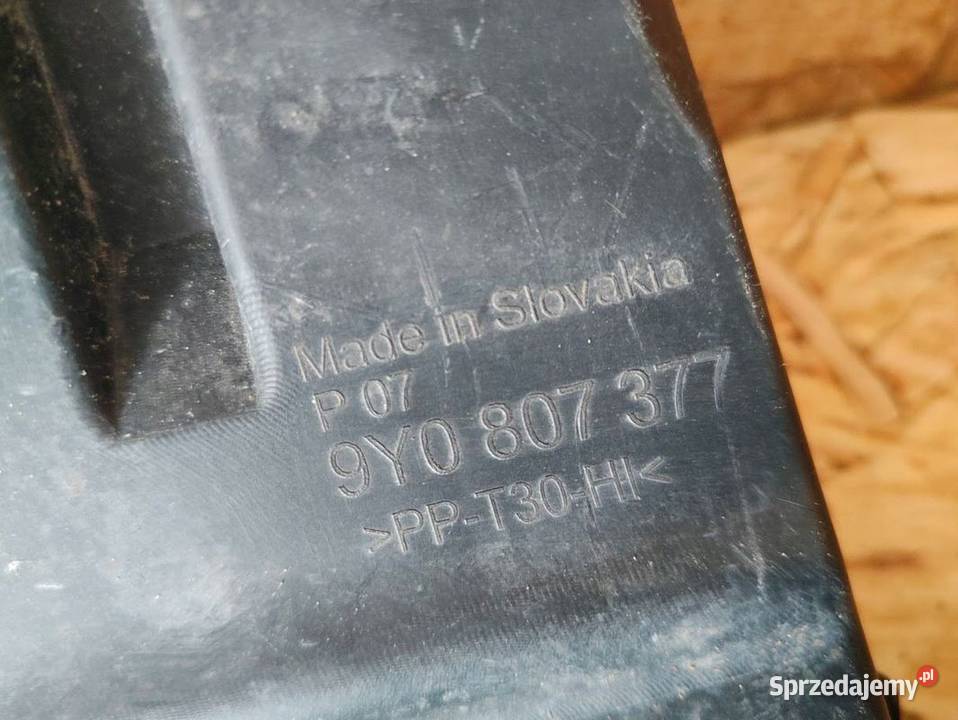 Made in Slovakia
P 07
9Y0 807 377
>PP-T30-HI<
Sprzedajemy.pl